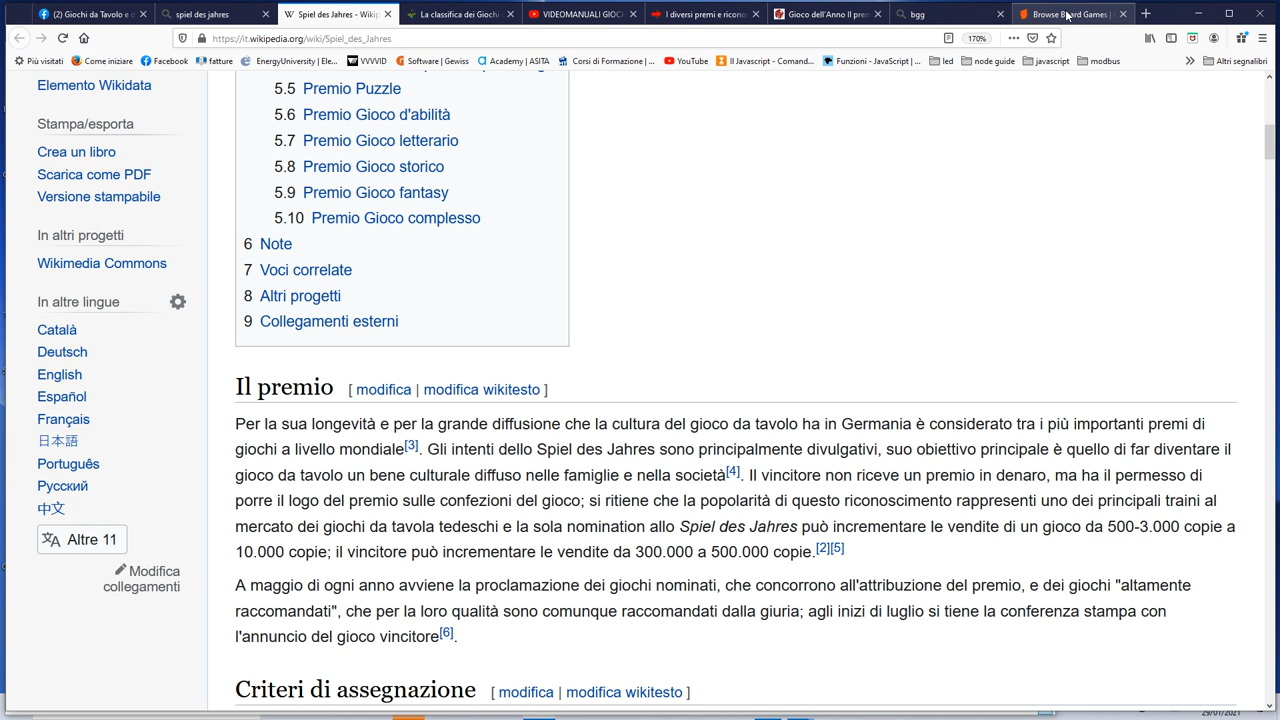 (2) Giochi da Tavolo e d
spiel des jahres
Spiel des Jahres - Wikip
La classifica dei Giochi
VIDEOMANUALI GIOCH
I diversi premi e ricono
Gioco dell'Anno Il prem
bgg
Browse Board Games |
https://it.wikipedia.org/wiki/Spiel_des_Jahres
170%
Più visitati
Come iniziare
Facebook
fatture
EnergyUniversity | Ele...
VVVVID
Software | Gewiss
Academy | ASITA
Corsi di Formazione | ...
YouTube
Il Javascript - Comand...
Funzioni - JavaScript | ...
led
node guide
javascript
modbus
Altri segnalibri
Elemento Wikidata
Stampa/esporta
Crea un libro
Scarica come PDF
Versione stampabile
In altri progetti
Wikimedia Commons
In altre lingue
Català
Deutsch
English
Español
Français
日本語
Português
Русский
中文
Altre 11
Modifica
collegamenti
5.5 Premio Puzzle
5.6 Premio Gioco d'abilità
5.7 Premio Gioco letterario
5.8 Premio Gioco storico
5.9 Premio Gioco fantasy
5.10 Premio Gioco complesso
6 Note
7 Voci correlate
8 Altri progetti
9 Collegamenti esterni
Il premio [ modifica | modifica wikitesto ]
Per la sua longevità e per la grande diffusione che la cultura del gioco da tavolo ha in Germania è considerato tra i più importanti premi di
giochi a livello mondiale[3]. Gli intenti dello Spiel des Jahres sono principalmente divulgativi, suo obiettivo principale è quello di far diventare il
gioco da tavolo un bene culturale diffuso nelle famiglie e nella società[4]. Il vincitore non riceve un premio in denaro, ma ha il permesso di
porre il logo del premio sulle confezioni del gioco; si ritiene che la popolarità di questo riconoscimento rappresenti uno dei principali traini al
mercato dei giochi da tavola tedeschi e la sola nomination allo Spiel des Jahres può incrementare le vendite di un gioco da 500-3.000 copie a
10.000 copie; il vincitore può incrementare le vendite da 300.000 a 500.000 copie.[2][5]
A maggio di ogni anno avviene la proclamazione dei giochi nominati, che concorrono all'attribuzione del premio, e dei giochi "altamente
raccomandati", che per la loro qualità sono comunque raccomandati dalla giuria; agli inizi di luglio si tiene la conferenza stampa con
l'annuncio del gioco vincitore[6].
Criteri di assegnazione [ modifica | modifica wikitesto ]
29/01/2021